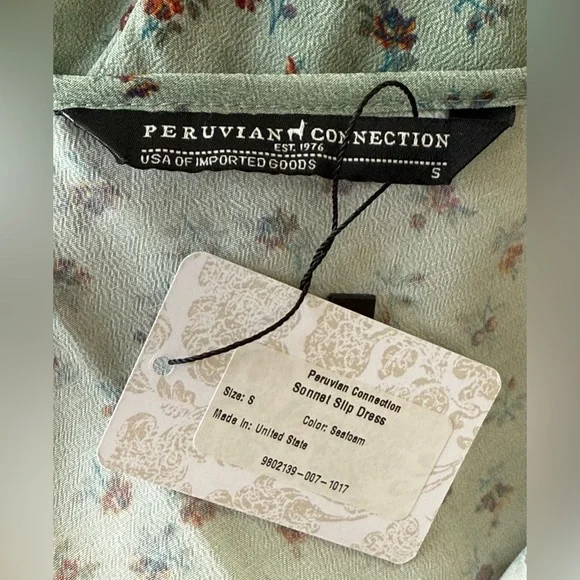 PERUVIAN CONNECTION
EST. 1976
USA OF IMPORTED GOODS
S
Peruvian Connection
Sonnet Slip Dress
Size: S Color: Seafoam
Made In: United State
9802139-007-1017